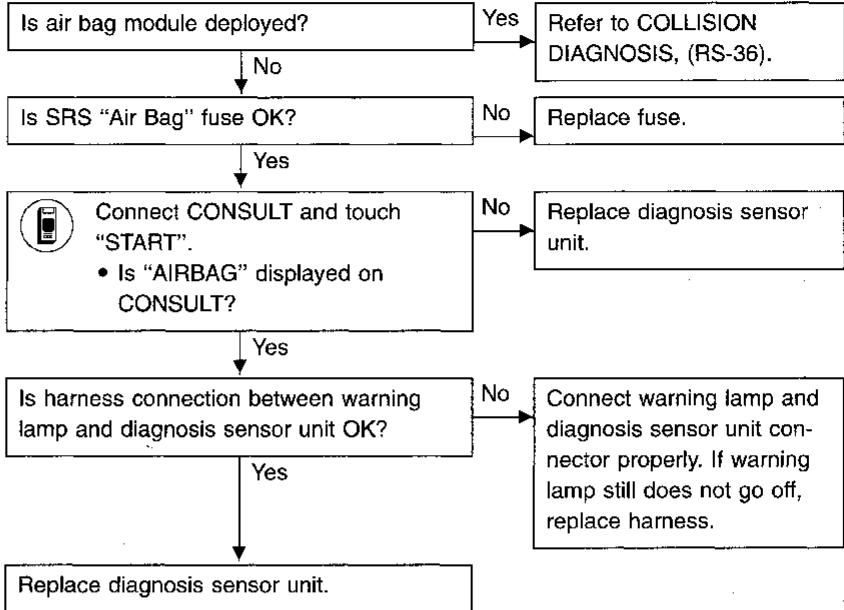 Is air bag module deployed?
Yes
Refer to COLLISION
DIAGNOSIS, (RS-36).
No
Is SRS “Air Bag” fuse OK?
No
Replace fuse.
Yes
Connect CONSULT and touch
“START”.
• Is “AIRBAG” displayed on
CONSULT?
No
Replace diagnosis sensor
unit.
Yes
Is harness connection between warning
lamp and diagnosis sensor unit OK?
No
Connect warning lamp and
diagnosis sensor unit con-
nector properly. If warning
lamp still does not go off,
replace harness.
Yes
Replace diagnosis sensor unit.